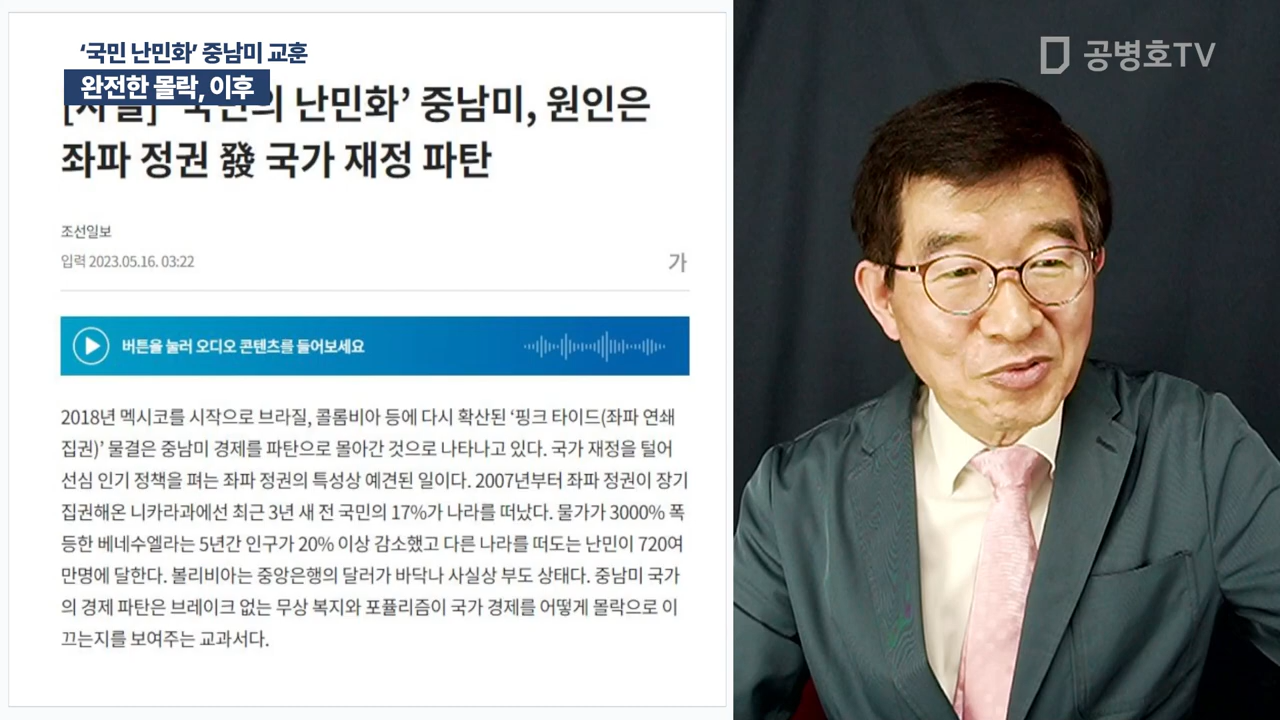 ‘국민 난민화’ 중남미 교훈
완전한 몰락, 이후
공병호TV
난민화’ 중남미, 원인은
좌파 정권 發 국가 재정 파탄
조선일보
입력 2023.05.16. 03:22
가
버튼을 눌러 오디오 콘텐츠를 들어보세요
2018년 멕시코를 시작으로 브라질, 콜롬비아 등에 다시 확산된 ‘핑크 타이드(좌파 연쇄
집권)’ 물결은 중남미 경제를 파탄으로 몰아간 것으로 나타나고 있다. 국가 재정을 털어
선심 인기 정책을 펴는 좌파 정권의 특성상 예견된 일이다. 2007년부터 좌파 정권이 장기
집권해온 니카라과에선 최근 3년 새 전 국민의 17%가 나라를 떠났다. 물가가 3000% 폭
등한 베네수엘라는 5년간 인구가 20% 이상 감소했고 다른 나라를 떠도는 난민이 720여
만명에 달한다. 볼리비아는 중앙은행의 달러가 바닥나 사실상 부도 상태다. 중남미 국가
의 경제 파탄은 브레이크 없는 무상 복지와 포퓰리즘이 국가 경제를 어떻게 몰락으로 이
끄는지를 보여주는 교과서다.